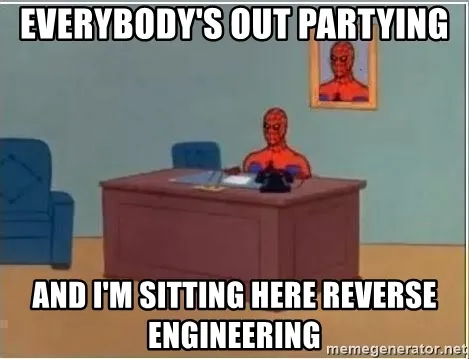 EVERYBODY'S OUT PARTYING
AND I'M SITTING HERE REVERSE
ENGINEERING
memegenerator.net